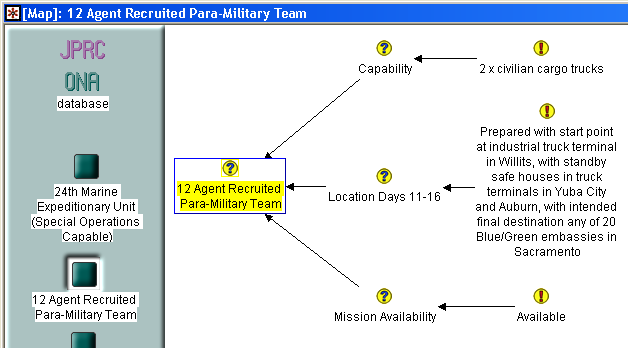 [Map]: 12 Agent Recruited Para-Military Team
JPRC
ONA
database
24th Marine
Expeditionary Unit
(Special Operations
Capable)
12 Agent Recruited
Para-Military Team
12 Agent Recruited
Para-Military Team
Capability
2 x civilian cargo trucks
Location Days 11-16
Prepared with start point
at industrial truck terminal
in Willits, with standby
safe houses in truck
terminals in Yuba City
and Auburn, with intended
final destination any of 20
Blue/Green embassies in
Sacramento
Mission Availability
Available